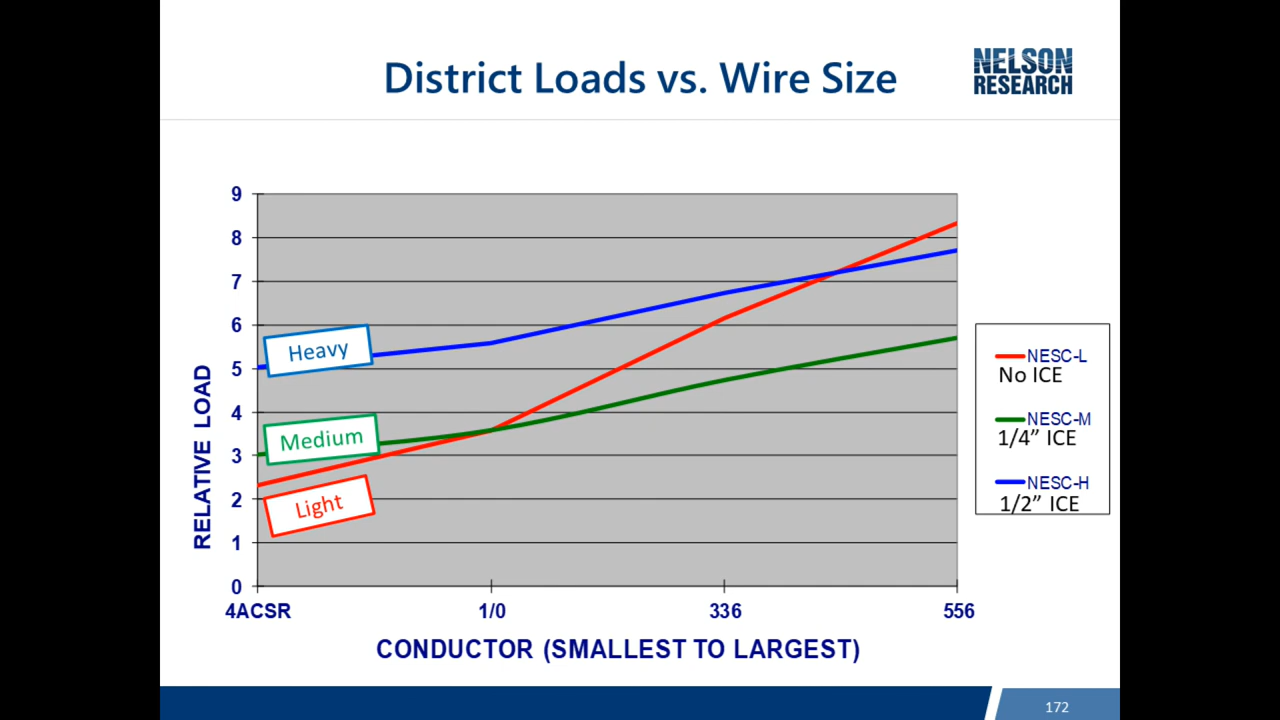 District Loads vs. Wire Size
NELSON
RESEARCH
9
8
7
6
5
4
3
2
1
0
RELATIVE LOAD
Heavy
Medium
Light
4ACSR
1/0
336
556
CONDUCTOR (SMALLEST TO LARGEST)
NESC-L
No ICE
NESC-M
1/4” ICE
NESC-H
1/2” ICE
172